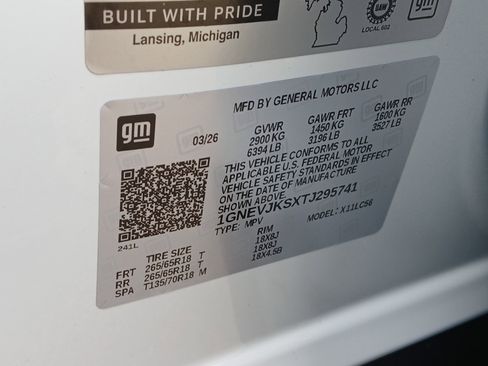 BUILT WITH PRIDE
Lansing, Michigan
UAW
LOCAL 602
gm
gm
MFD BY GENERAL MOTORS LLC
03/26
GVWR GAWR FRT GAWR RR
2900 KG 1450 KG 1600 KG
6394 LB 3196 LB 3527 LB
THIS VEHICLE CONFORMS TO ALL
APPLICABLE U.S. FEDERAL MOTOR
VEHICLE SAFETY STANDARDS IN EFFECT
ON THE DATE OF MANUFACTURE
SHOWN ABOVE
1GNEVJKSXTJ295741
TYPE: MPV MODEL: X11LC56
241L
TIRE SIZE RIM
FRT 265/65R18 T 18X8J
RR 265/65R18 T 18X8J
SPA T135/70R18 M 18X4.5B